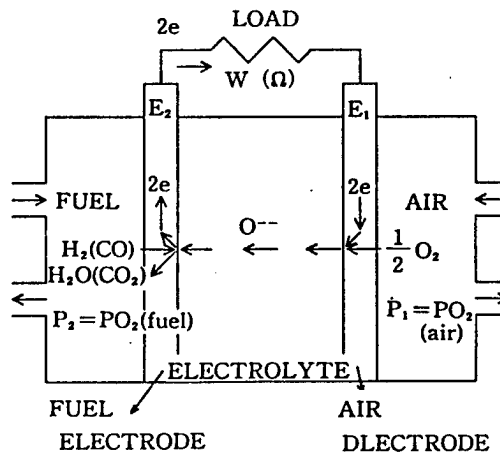 2e LOAD
W (Ω)
E₂ E₁
2e 2e
FUEL AIR
O⁻⁻
H₂(CO) 1/2 O₂
H₂O(CO₂)
P₂=PO₂(fuel) Ṗ₁=PO₂
(air)
ELECTROLYTE
FUEL AIR
ELECTRODE DLECTRODE